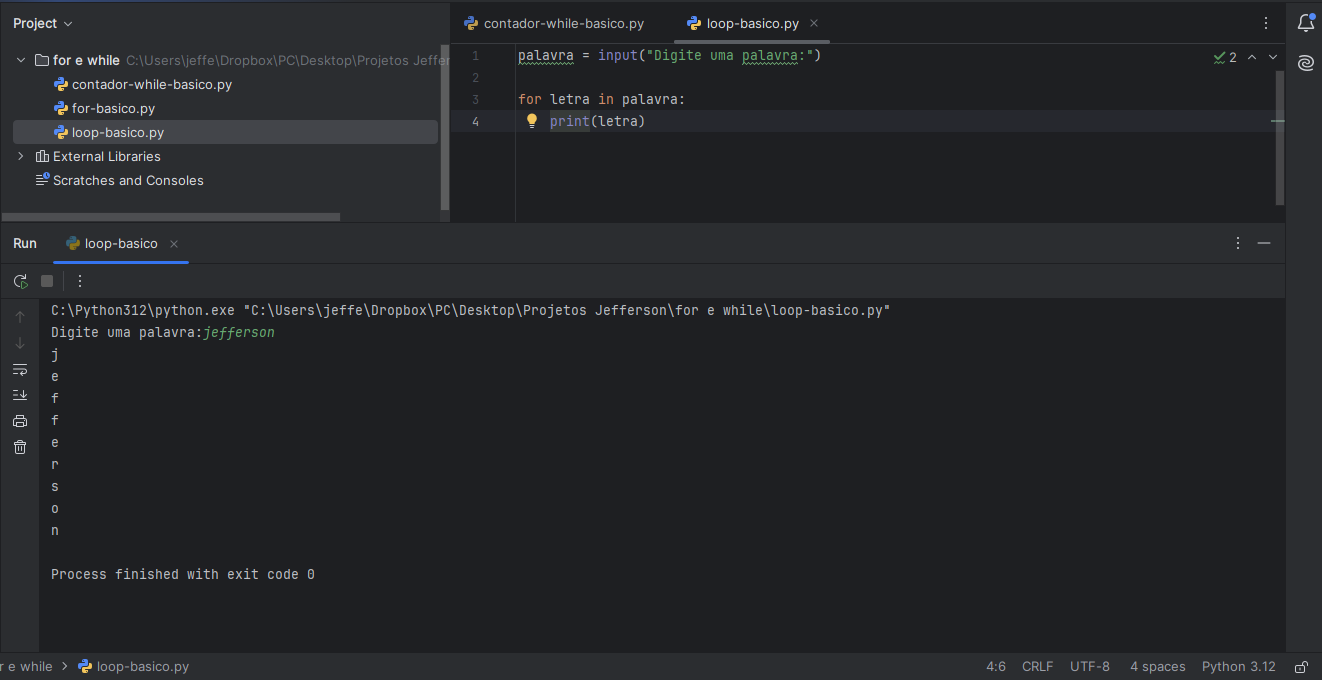 Project
for e while C:\Users\jeffe\Dropbox\PC\Desktop\Projetos Jeffer
contador-while-basico.py
for-basico.py
loop-basico.py
External Libraries
Scratches and Consoles
contador-while-basico.py loop-basico.py
1 palavra = input("Digite uma palavra:")
2
3 for letra in palavra:
4 print(letra)
2
Run loop-basico
C:\Python312\python.exe "C:\Users\jeffe\Dropbox\PC\Desktop\Projetos Jefferson\for e while\loop-basico.py"
Digite uma palavra:jefferson
j
e
f
f
e
r
s
o
n
Process finished with exit code 0
r e while > loop-basico.py 4:6 CRLF UTF-8 4 spaces Python 3.12